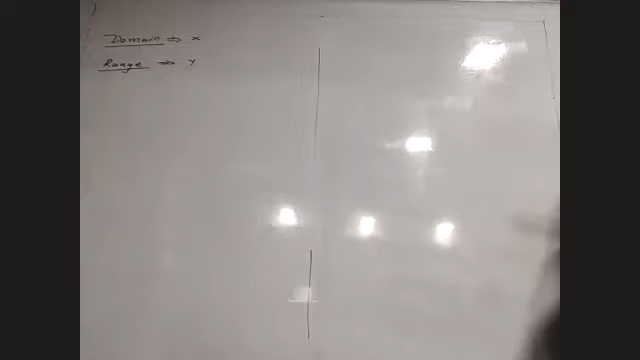 Domain ⇒ x
Range ⇒ y